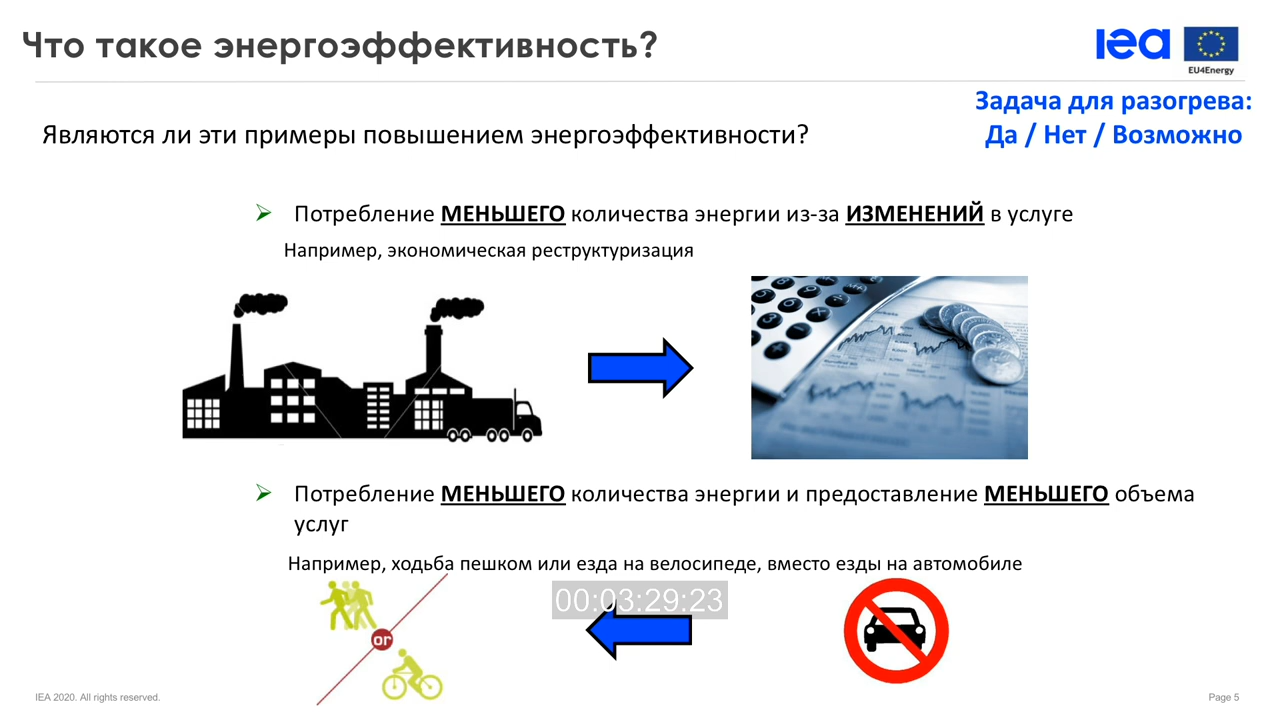 Что такое энергоэффективность?
iea
EU4Energy
Задача для разогрева:
Да / Нет / Возможно
Являются ли эти примеры повышением энергоэффективности?
Потребление МЕНЬШЕГО количества энергии из-за ИЗМЕНЕНИЙ в услуге
Например, экономическая реструктуризация
Потребление МЕНЬШЕГО количества энергии и предоставление МЕНЬШЕГО объема
услуг
Например, ходьба пешком или езда на велосипеде, вместо езды на автомобиле
00:03:29:23
or
IEA 2020. All rights reserved.
Page 5